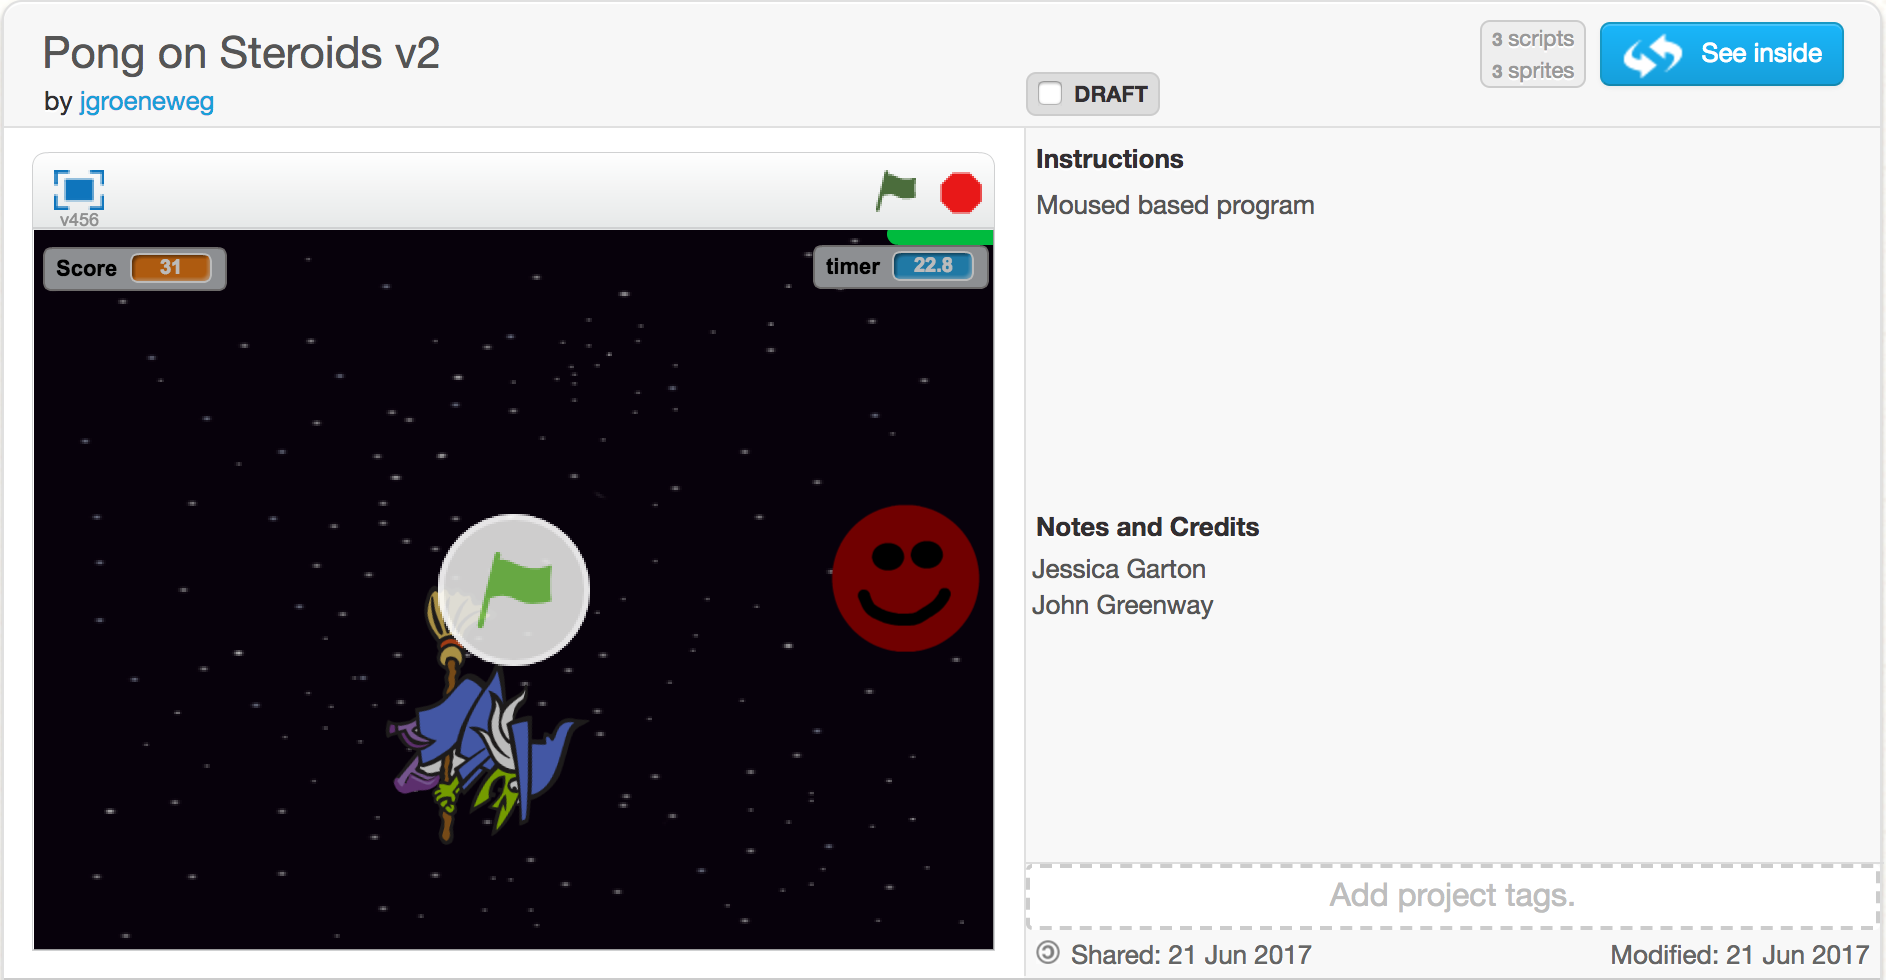 Pong on Steroids v2
by jgroeneweg
3 scripts
3 sprites
See inside
DRAFT
v456
Score 31
timer 22.8
Instructions
Moused based program
Notes and Credits
Jessica Garton
John Greenway
Add project tags.
Shared: 21 Jun 2017
Modified: 21 Jun 2017